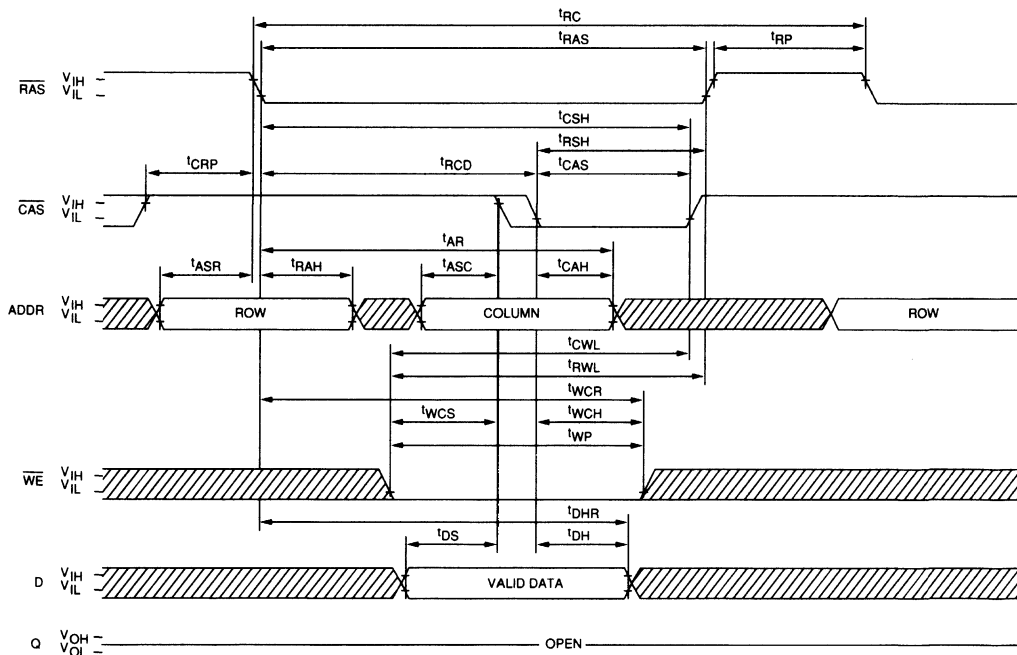 tRC
tRAS
tRP
RAS
VIH
VIL
tCSH
tRSH
tCRP
tRCD
tCAS
CAS
VIH
VIL
tAR
tASR
tRAH
tASC
tCAH
ADDR
VIH
VIL
ROW
COLUMN
ROW
tCWL
tRWL
tWCR
tWCS
tWCH
tWP
WE
VIH
VIL
tDHR
tDS
tDH
D
VIH
VIL
VALID DATA
Q
VOH
VOL
OPEN